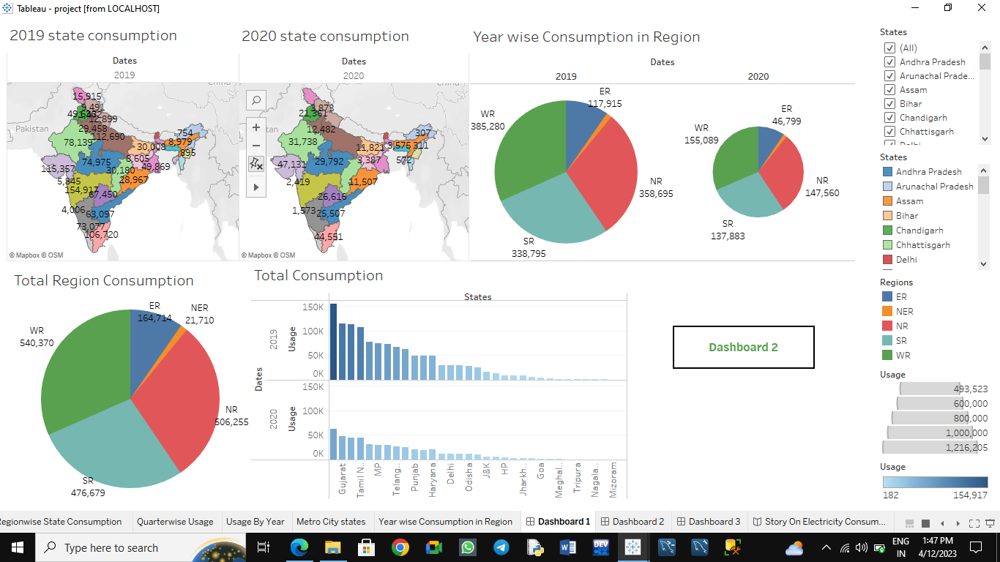 Tableau - project [from LOCALHOST]
2019 state consumption
Dates
2019
China
Pakistan
15,915
9,491
12,899
29,458
112,690
78,139
754
8,979
30,008
895
8,605
74,975
49,869
115,357
30,180
5,845
28,967
154,917
67,450
4,006
63,097
73,077
106,720
© Mapbox © OSM
2020 state consumption
Dates
2020
3,873
21,361
12,482
31,738
307
3,575
311
11,821
3,387
572
29,792
47,131
2,419
11,507
26,616
1,573
25,507
44,551
© Mapbox © OSM
Year wise Consumption in Region
Dates
2019
2020
ER
117,915
WR
385,280
NR
358,695
SR
338,795
ER
46,799
WR
155,089
NR
147,560
SR
137,883
States
(All)
Andhra Pradesh
Arunachal Prade...
Assam
Bihar
Chandigarh
Chhattisgarh
States
Andhra Pradesh
Arunachal Pradesh
Assam
Bihar
Chandigarh
Chhattisgarh
Delhi
Regions
ER
NER
NR
SR
WR
Usage
493,523
600,000
800,000
1,000,000
1,216,205
Usage
182 154,917
Total Region Consumption
ER
164,714
NER
21,710
WR
540,370
NR
506,255
SR
476,679
Total Consumption
States
Dates
2019
Usage
150K
100K
50K
0K
2020
Usage
150K
100K
50K
0K
Gujarat
Tamil N..
MP
Telang..
Punjab
Haryana
Delhi
Odisha
J&K
HP
Jharkh..
Goa
Meghal..
Tripura
Nagala..
Mizoram
Dashboard 2
egionwise State Consumption
Quarterwise Usage
Usage By Year
Metro City states
Year wise Consumption in Region
Dashboard 1
Dashboard 2
Dashboard 3
Story On Electricity Consum...
Type here to search
DEV
ENG
IN
1:47 PM
4/12/2023